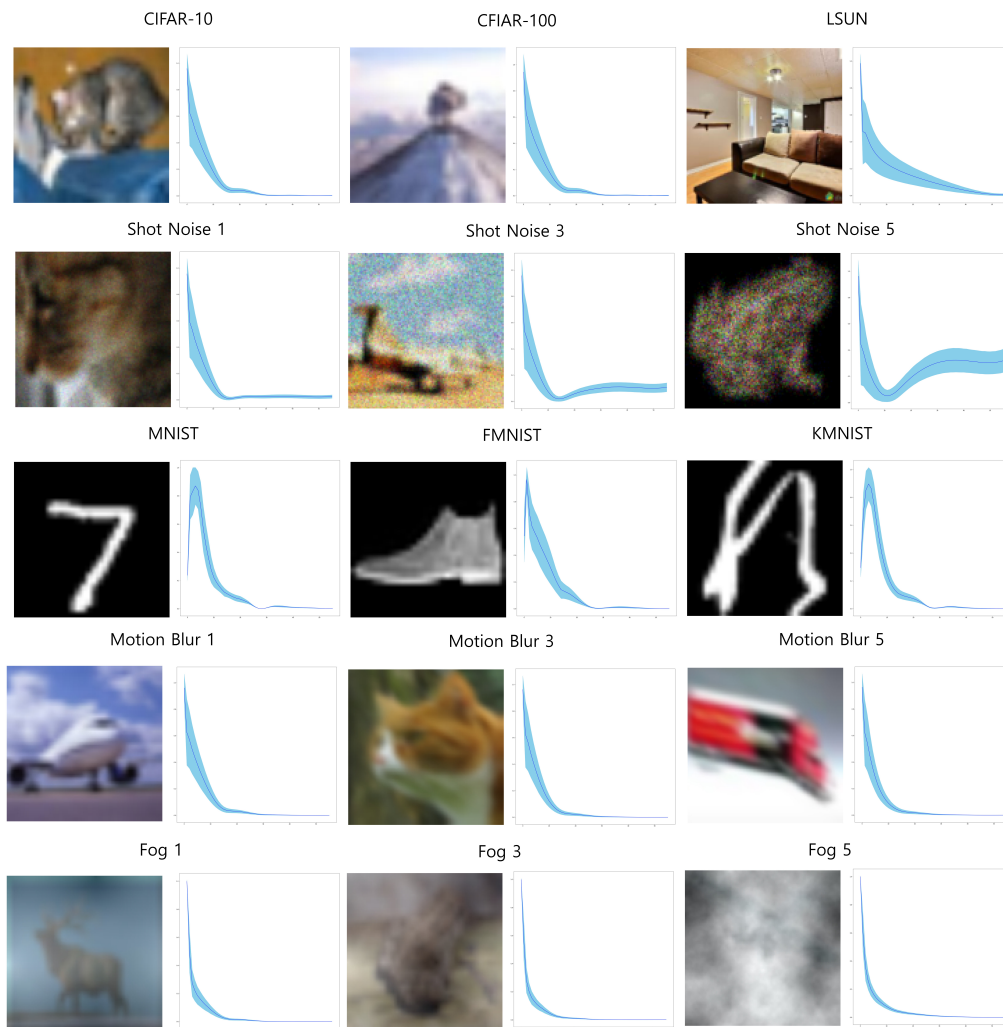 CIFAR-10
CFIAR-100
LSUN
Shot Noise 1
Shot Noise 3
Shot Noise 5
MNIST
FMNIST
KMNIST
Motion Blur 1
Motion Blur 3
Motion Blur 5
Fog 1
Fog 3
Fog 5